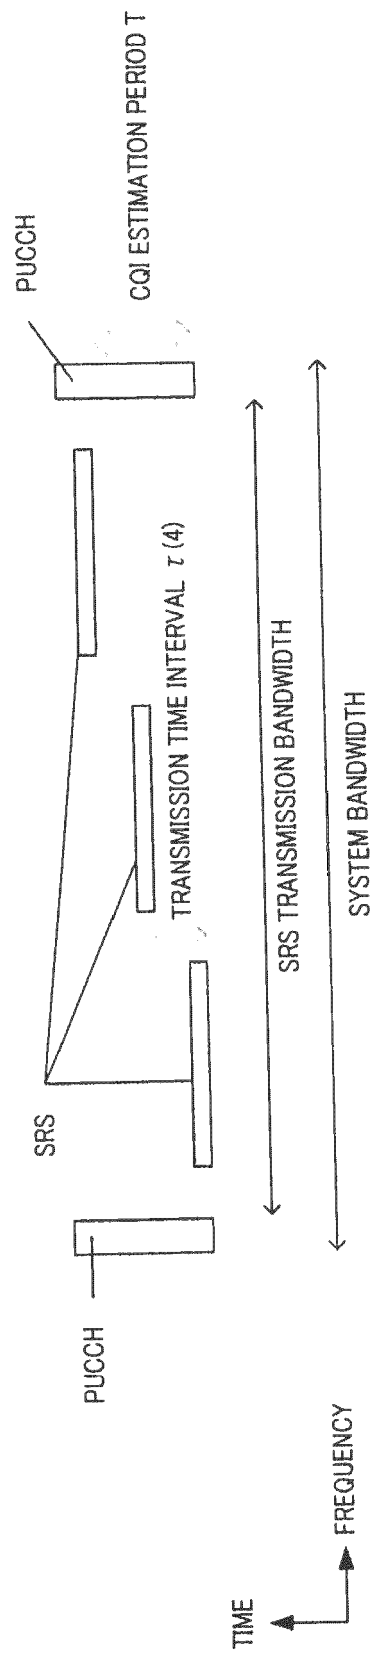 PUCCH
CQI ESTIMATION PERIOD T
SRS
TRANSMISSION TIME INTERVAL τ (4)
PUCCH
SRS TRANSMISSION BANDWIDTH
SYSTEM BANDWIDTH
TIME
FREQUENCY